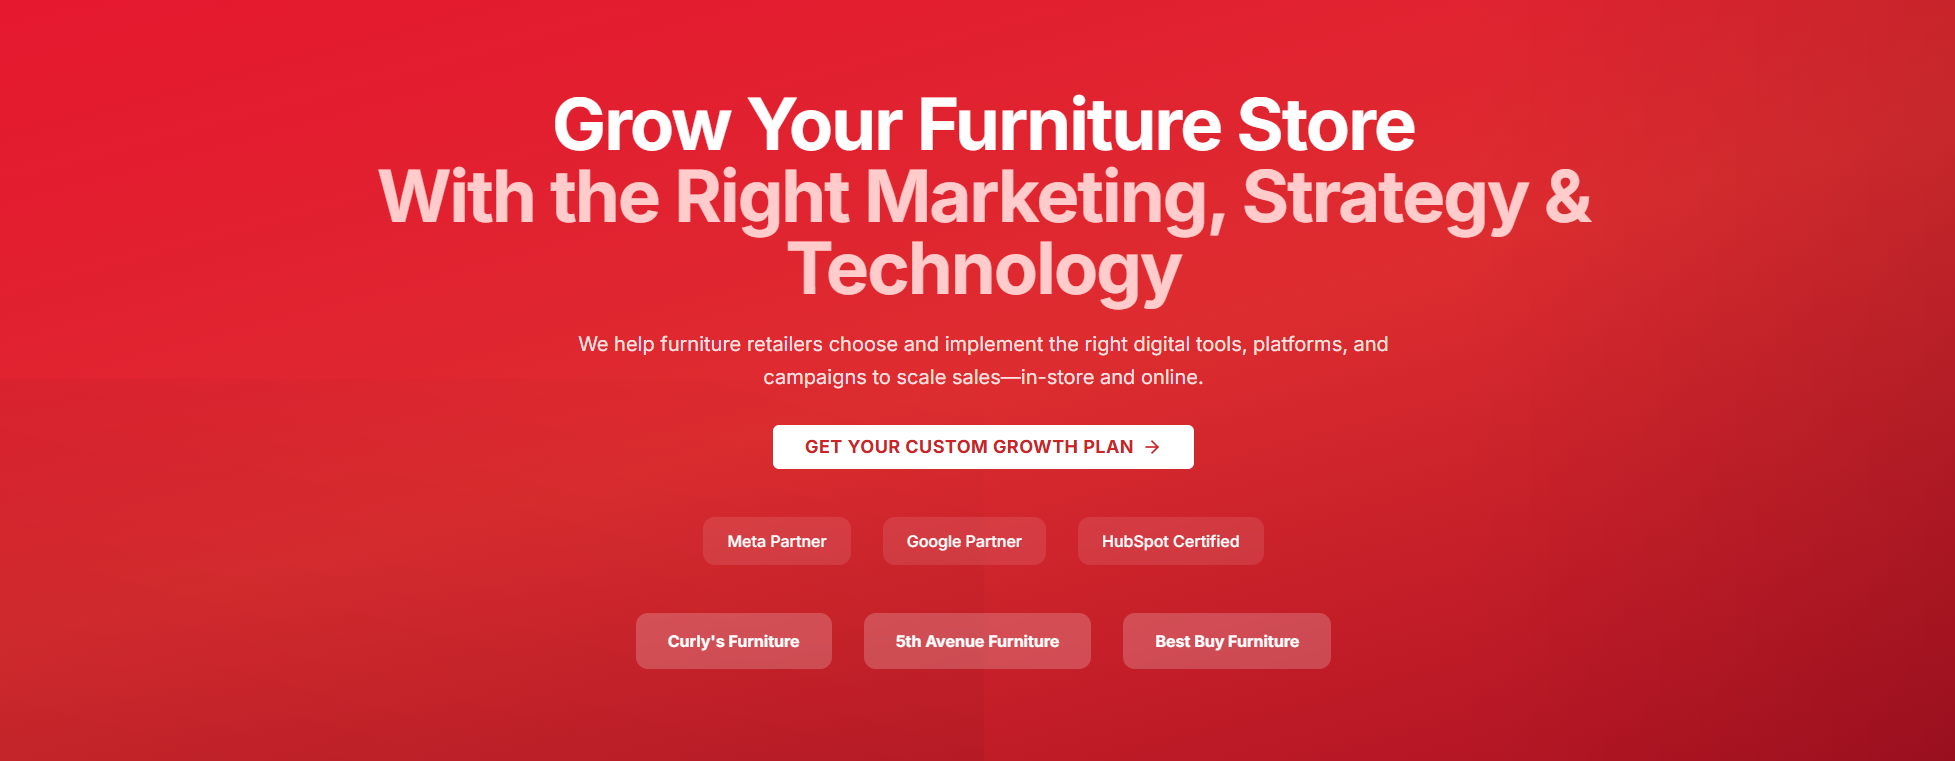 Grow Your Furniture Store
With the Right Marketing, Strategy &
Technology
We help furniture retailers choose and implement the right digital tools, platforms, and
campaigns to scale sales—in-store and online.
GET YOUR CUSTOM GROWTH PLAN →
Meta Partner
Google Partner
HubSpot Certified
Curly's Furniture
5th Avenue Furniture
Best Buy Furniture